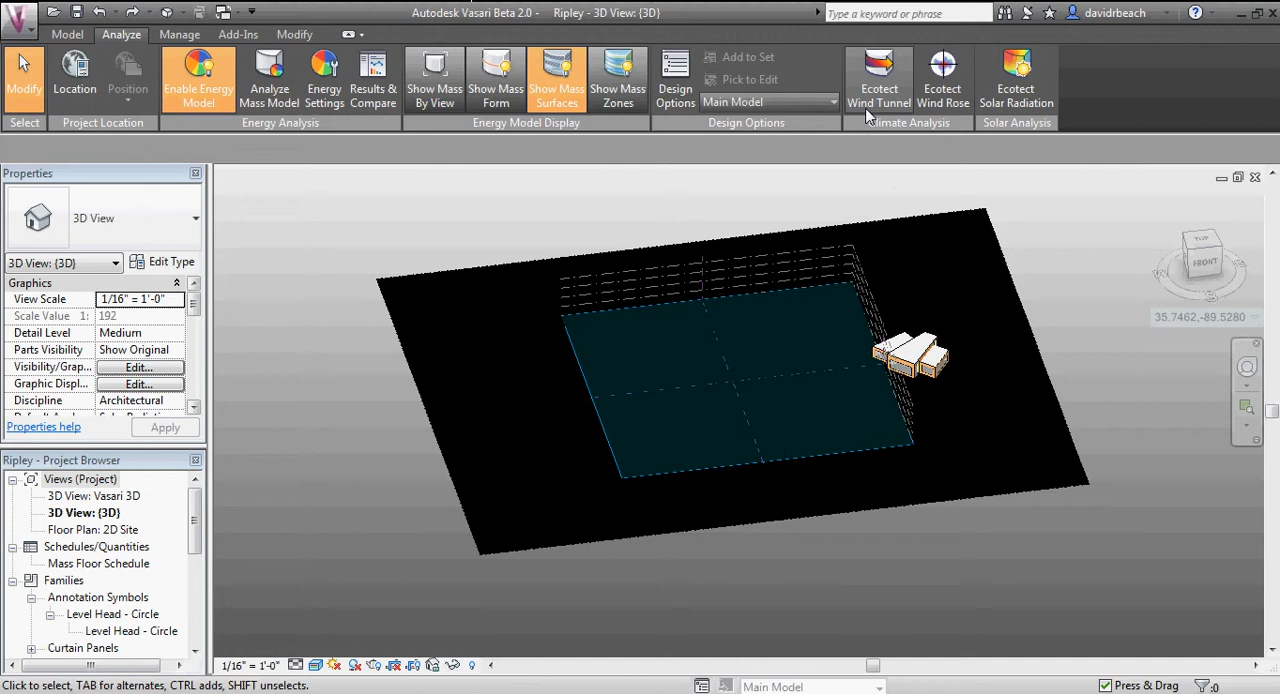 Autodesk Vasari Beta 2.0 - Ripley - 3D View: {3D}
Type a keyword or phrase
davidrbeach
Model Analyze Manage Add-Ins Modify
Modify
Location
Position
Enable Energy Model
Analyze Mass Model
Energy Settings
Results & Compare
Show Mass By View
Show Mass Form
Show Mass Surfaces
Show Mass Zones
Design Options
Add to Set
Pick to Edit
Main Model
Ecotect Wind Tunnel
Ecotect Wind Rose
Ecotect Solar Radiation
Select
Project Location
Energy Analysis
Energy Model Display
Design Options
Climate Analysis
Solar Analysis
Properties
3D View
3D View: {3D}
Edit Type
Graphics
View Scale 1/16" = 1'-0"
Scale Value 1: 192
Detail Level Medium
Parts Visibility Show Original
Visibility/Grap... Edit...
Graphic Displ... Edit...
Discipline Architectural
Properties help
Apply
Ripley - Project Browser
Views (Project)
3D View: Vasari 3D
3D View: {3D}
Floor Plan: 2D Site
Schedules/Quantities
Mass Floor Schedule
Families
Annotation Symbols
Level Head - Circle
Level Head - Circle
Curtain Panels
TOP
FRONT
35.7462,-89.5280
1/16" = 1'-0"
Click to select, TAB for alternates, CTRL adds, SHIFT unselects.
Main Model
Press & Drag
:0